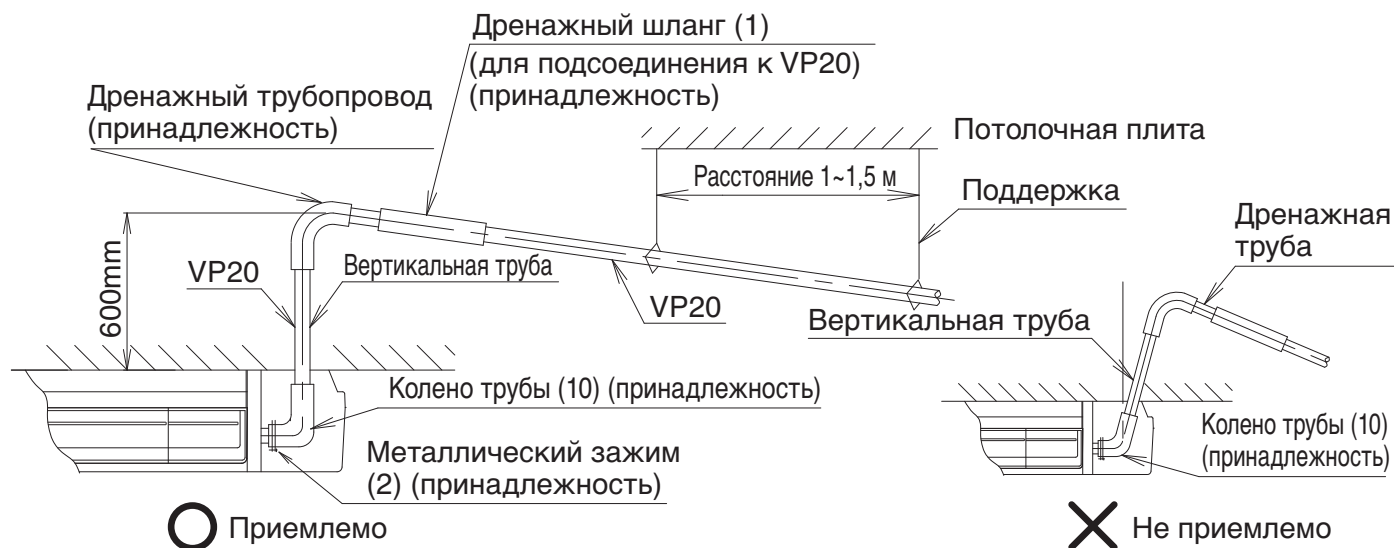 Дренажный шланг (1)
(для подсоединения к VP20)
(принадлежность)
Дренажный трубопровод
(принадлежность)
Потолочная плита
Расстояние 1~1,5 м
Поддержка
Дренажная
труба
600mm
VP20
Вертикальная труба
VP20
Вертикальная труба
Колено трубы (10) (принадлежность)
Колено трубы (10)
(принадлежность)
Металлический зажим
(2) (принадлежность)
Приемлемо
Не приемлемо